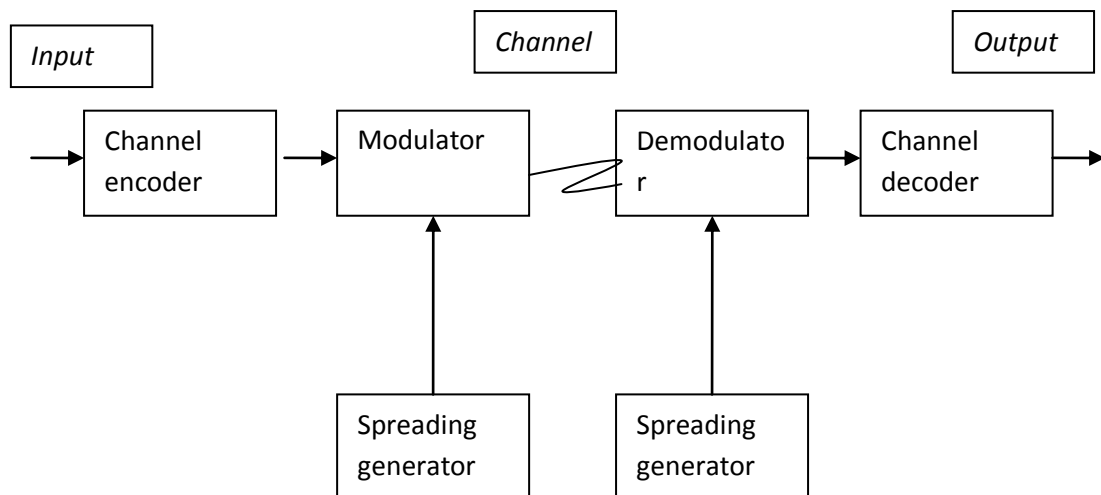 Input
Channel
Output
Channel
encoder
Modulator
Demodulato
r
Channel
decoder
Spreading
generator
Spreading
generator